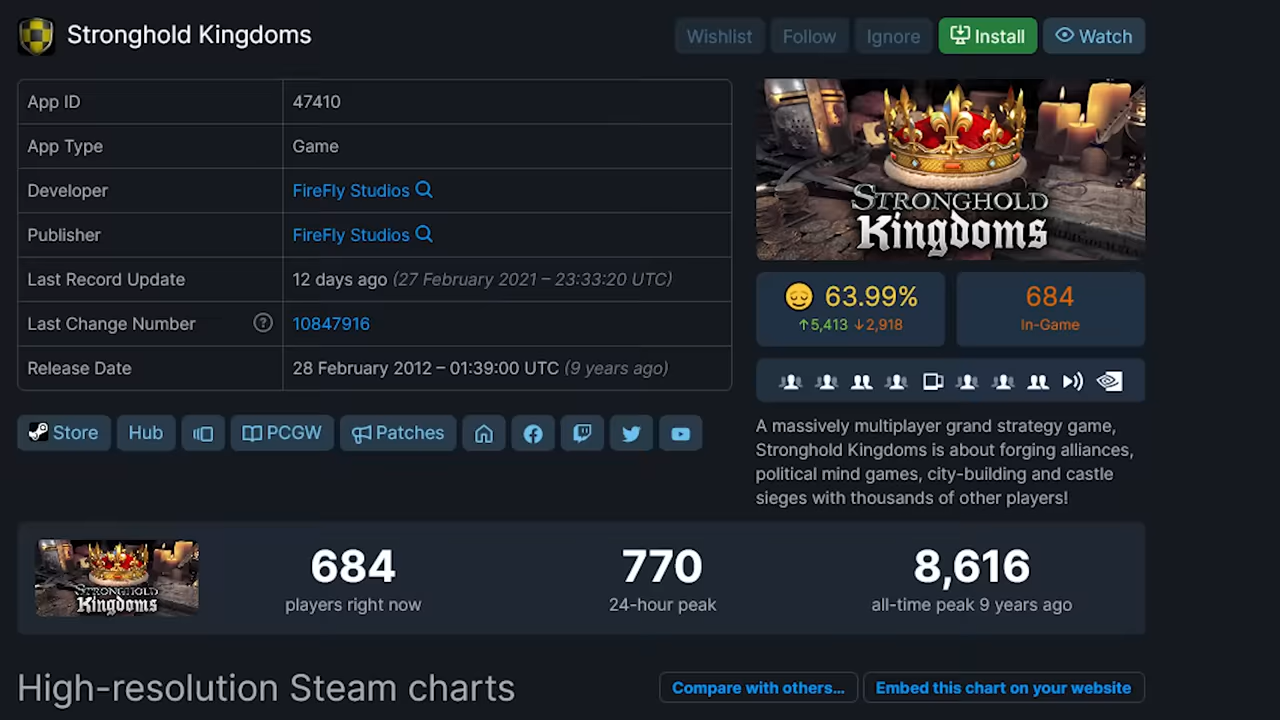 Stronghold Kingdoms
Wishlist
Follow
Ignore
Install
Watch
App ID 47410
App Type Game
Developer FireFly Studios
Publisher FireFly Studios
Last Record Update 12 days ago (27 February 2021 – 23:33:20 UTC)
Last Change Number ? 10847916
Release Date 28 February 2012 – 01:39:00 UTC (9 years ago)
Store
Hub
PCGW
Patches
STRONGHOLD
Kingdoms
63.99%
↑5,413 ↓2,918
684
In-Game
A massively multiplayer grand strategy game,
Stronghold Kingdoms is about forging alliances,
political mind games, city-building and castle
sieges with thousands of other players!
STRONGHOLD
Kingdoms
684
players right now
770
24-hour peak
8,616
all-time peak 9 years ago
High-resolution Steam charts
Compare with others...
Embed this chart on your website